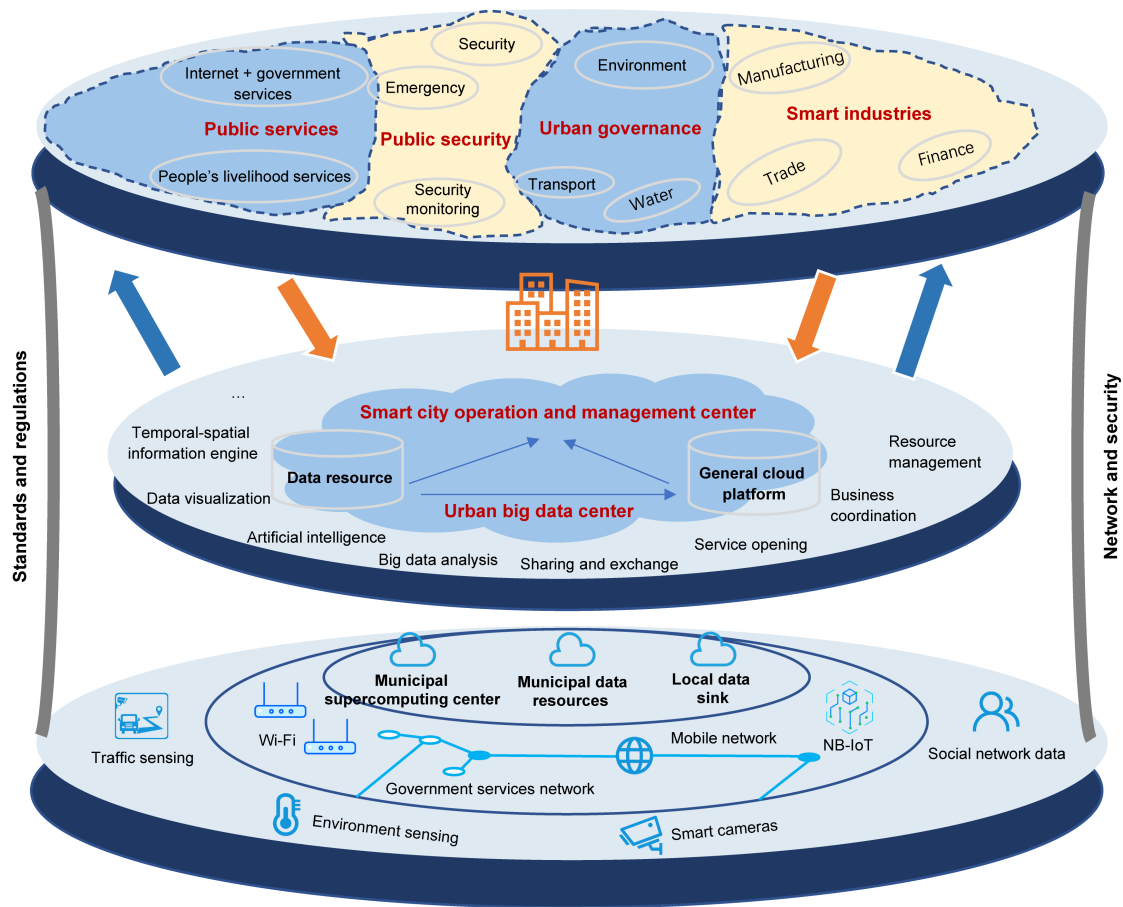 Security
Internet + government
services
Emergency
Environment
Manufacturing
Public services
Public security
Urban governance
Smart industries
People's livelihood services
Security
monitoring
Transport
Water
Trade
Finance
Standards and regulations
Network and security
...
Smart city operation and management center
Temporal-spatial
information engine
Data resource
General cloud
platform
Resource
management
Data visualization
Urban big data center
Business
coordination
Artificial intelligence
Big data analysis
Sharing and exchange
Service opening
Municipal
supercomputing center
Municipal data
resources
Local data
sink
Traffic sensing
Wi-Fi
Mobile network
NB-IoT
Social network data
Government services network
Environment sensing
Smart cameras